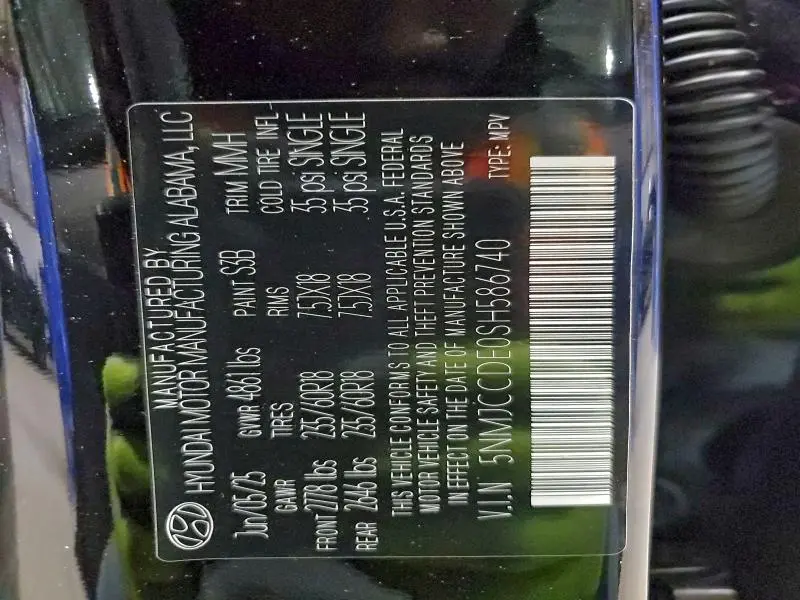 MANUFACTURED BY
HYUNDAI MOTOR MANUFACTURING ALABAMA, LLC
Jun/05/25 GVWR 4861 lbs PAINT S3B TRIM MMH
GAWR TIRES RIMS COLD TIRE INFL.
FRONT 2778 lbs 235/60R18 7.5JX18 35 psi SINGLE
REAR 2646 lbs 235/60R18 7.5JX18 35 psi SINGLE
THIS VEHICLE CONFORMS TO ALL APPLICABLE U.S.A. FEDERAL
MOTOR VEHICLE SAFETY AND THEFT PREVENTION STANDARDS
IN EFFECT ON THE DATE OF MANUFACTURE SHOWN ABOVE
V.I.N 5NMJCCDE0SH586740 TYPE: MPV